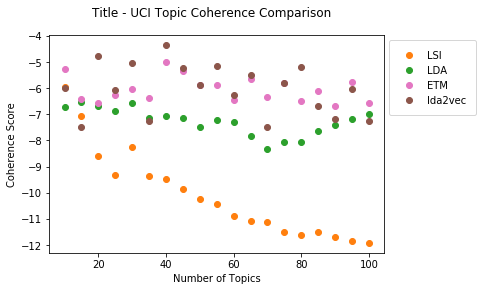 Title - UCI Topic Coherence Comparison
−4
−5
−6
−7
−8
−9
−10
−11
−12
Coherence Score
20
40
60
80
100
Number of Topics
LSI
LDA
ETM
lda2vec